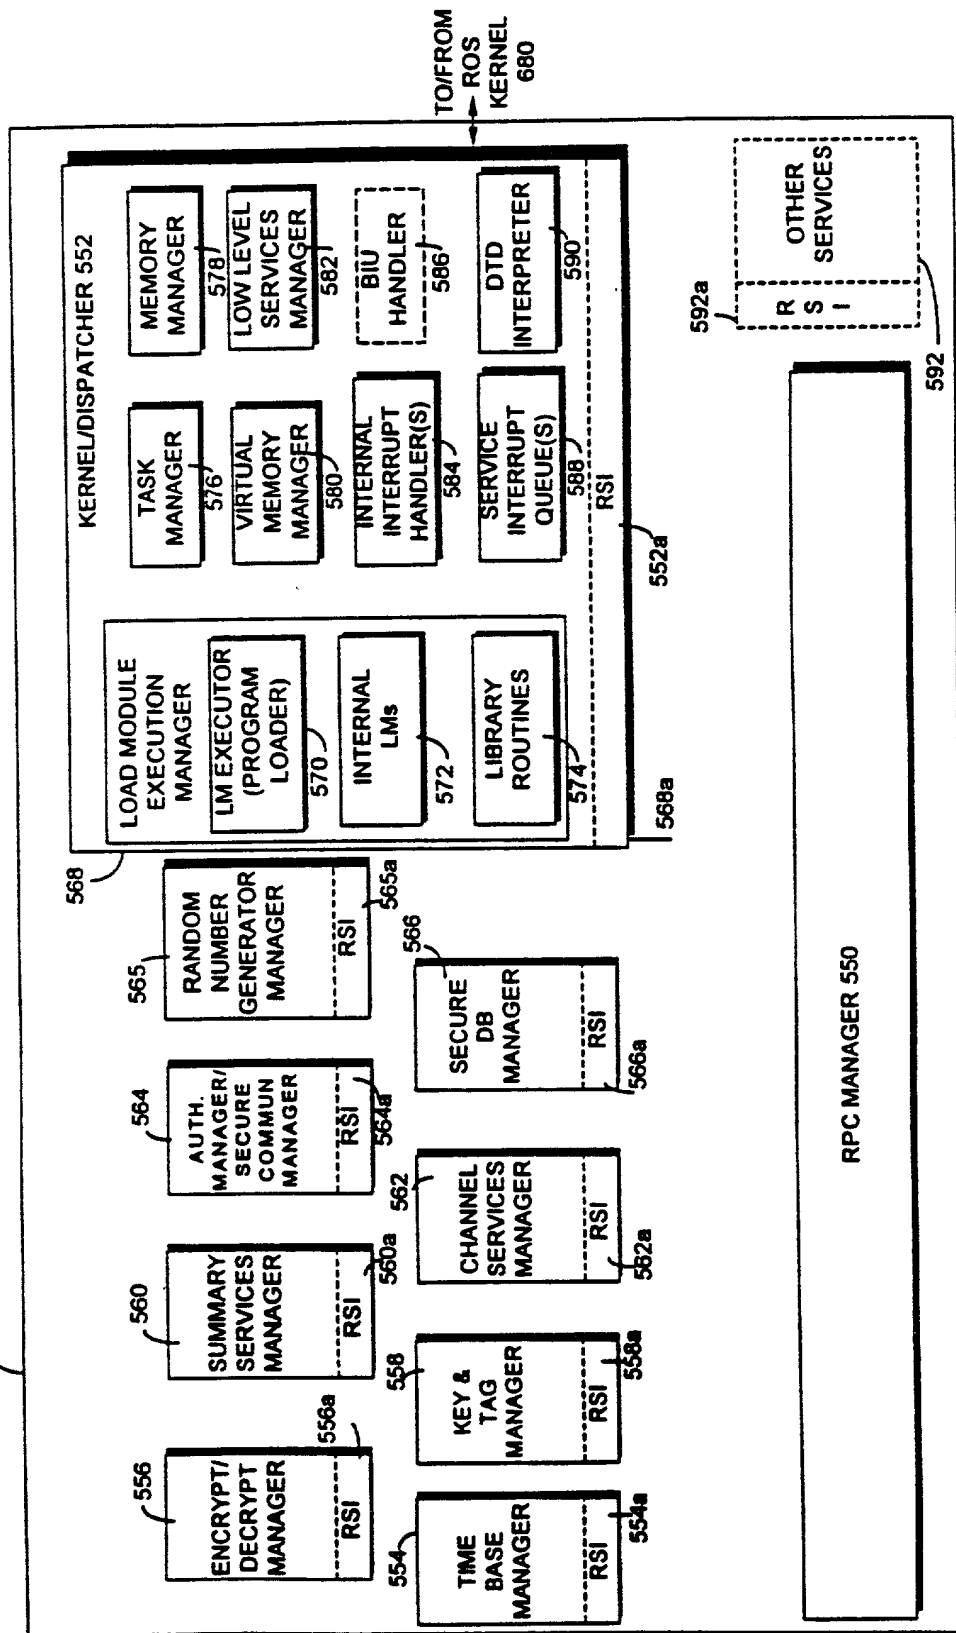 KERNEL/DISPATCHER 552
TO/FROM
ROS
KERNEL
680
568
LOAD MODULE
EXECUTION
MANAGER
LM EXECUTOR
(PROGRAM
LOADER)
570
INTERNAL
LMs
572
LIBRARY
ROUTINES
574
568a
TASK
MANAGER
576
MEMORY
MANAGER
578
VIRTUAL
MEMORY
MANAGER
580
LOW LEVEL
SERVICES
MANAGER
582
INTERNAL
INTERRUPT
HANDLER(S)
584
BIU
HANDLER
586
SERVICE
INTERRUPT
QUEUE(S)
588
DTD
INTERPRETER
590
RSI
552a
556
ENCRYPT/
DECRYPT
MANAGER
RSI
556a
560
SUMMARY
SERVICES
MANAGER
RSI
560a
564
AUTH.
MANAGER/
SECURE
COMMUN
MANAGER
RSI
564a
565
RANDOM
NUMBER
GENERATOR
MANAGER
RSI
565a
554
TIME
BASE
MANAGER
RSI
554a
558
KEY &
TAG
MANAGER
RSI
558a
562
CHANNEL
SERVICES
MANAGER
RSI
562a
566
SECURE
DB
MANAGER
RSI
566a
592a
R
S
I
OTHER
SERVICES
592
RPC MANAGER 550